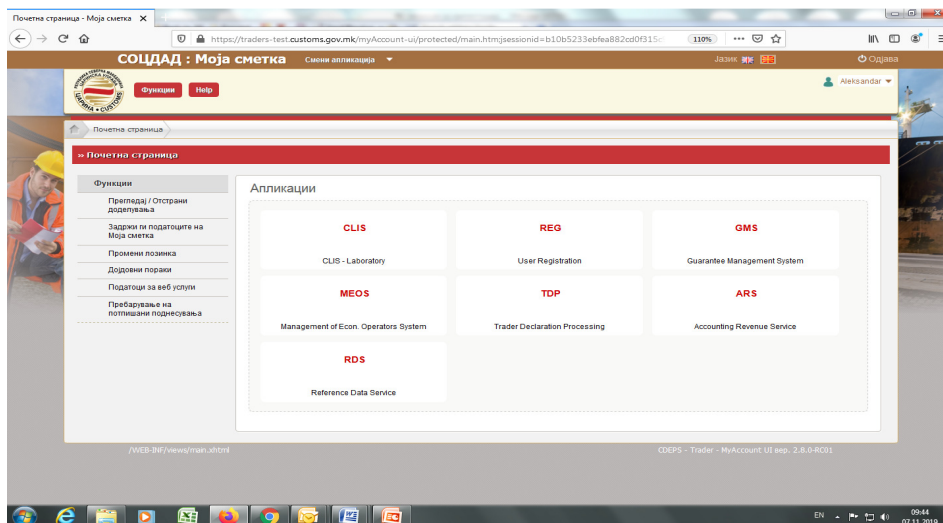 Почетна страница - Моја сметка
https://traders-test.customs.gov.mk/myAccount-ui/protected/main.htm;jsessionid=b10b5233ebfea882cd0f315
110%
СОЦДАД : Моја сметка
Смени апликација
Јазик
Одјава
Функции
Help
Aleksandar
Почетна страница
» Почетна страница
Функции
Прегледај / Отстрани
доделувања
Задржи ги податоците на
Моја сметка
Промени лозинка
Дојдовни пораки
Податоци за веб услуги
Пребарување на
потпишани поднесувања
Апликации
CLIS
CLIS - Laboratory
REG
User Registration
GMS
Guarantee Management System
MEOS
Management of Econ. Operators System
TDP
Trader Declaration Processing
ARS
Accounting Revenue Service
RDS
Reference Data Service
/WEB-INF/views/main.xhtml
CDEPS - Trader - MyAccount UI вер. 2.8.0-RC01
EN
09:44
07.11.2019